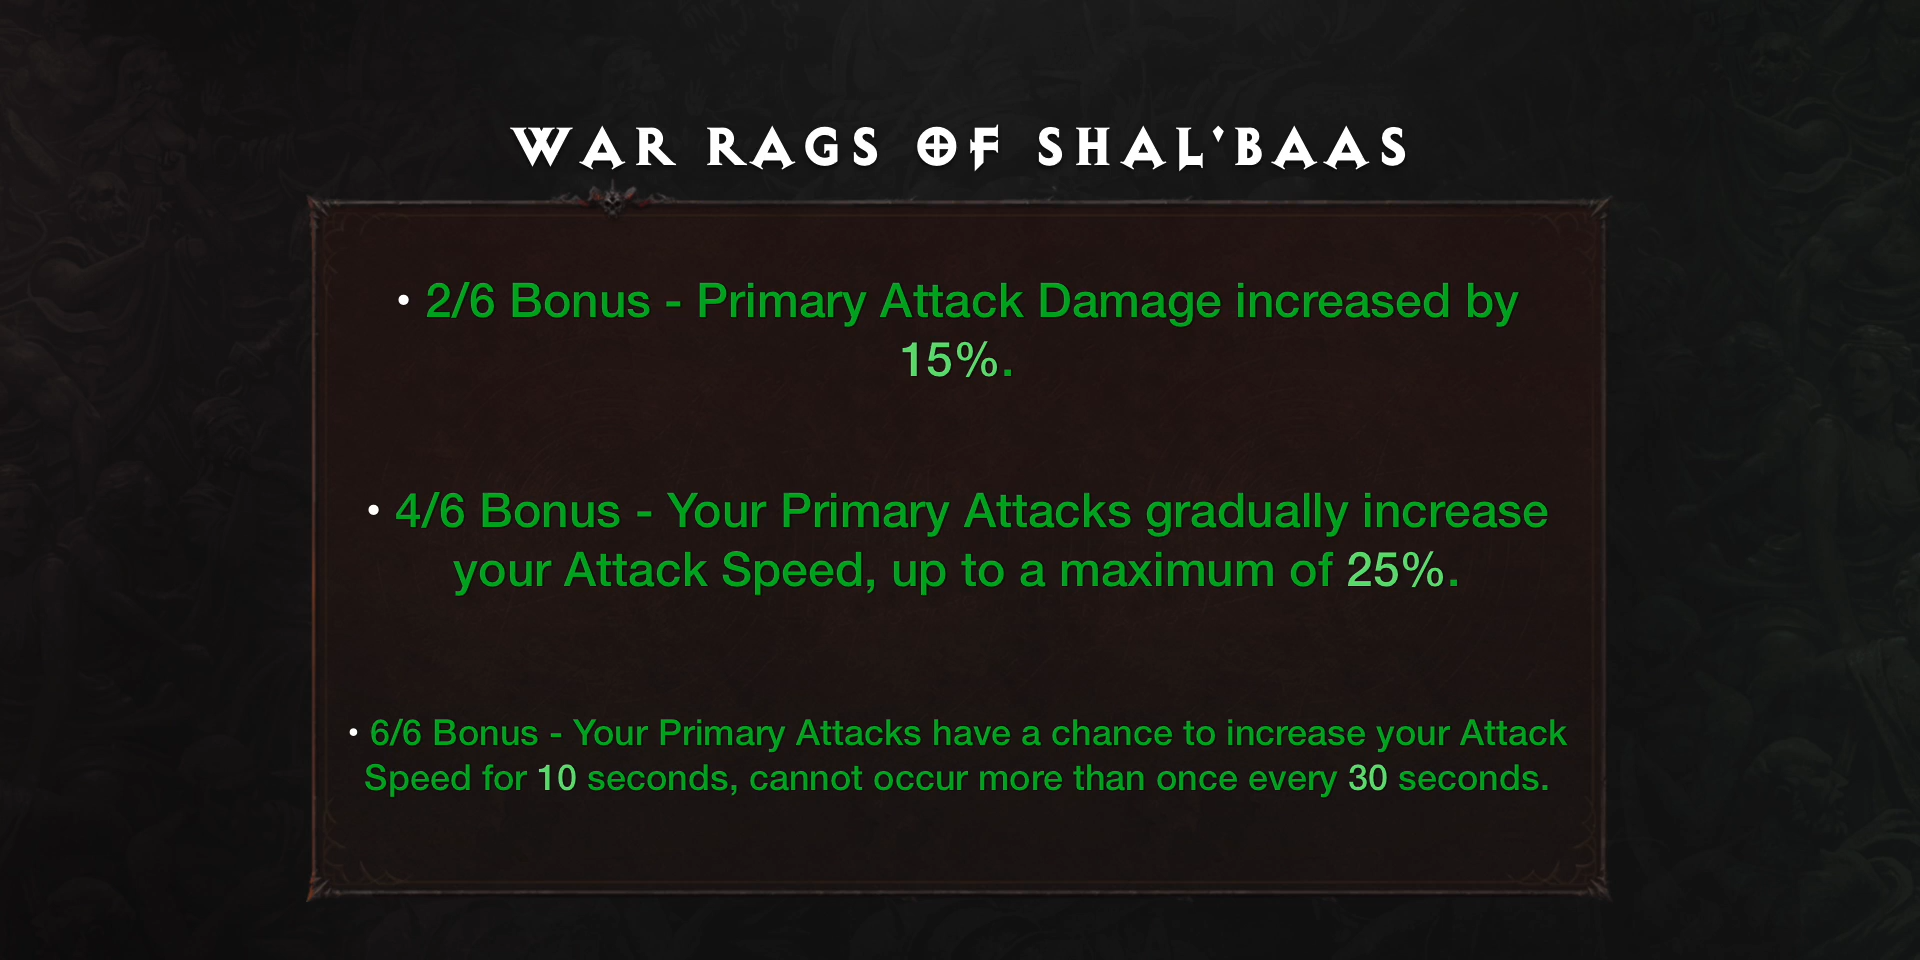 WAR RAGS OF SHAL'BAAS
• 2/6 Bonus - Primary Attack Damage increased by
15%.
• 4/6 Bonus - Your Primary Attacks gradually increase
your Attack Speed, up to a maximum of 25%.
• 6/6 Bonus - Your Primary Attacks have a chance to increase your Attack
Speed for 10 seconds, cannot occur more than once every 30 seconds.